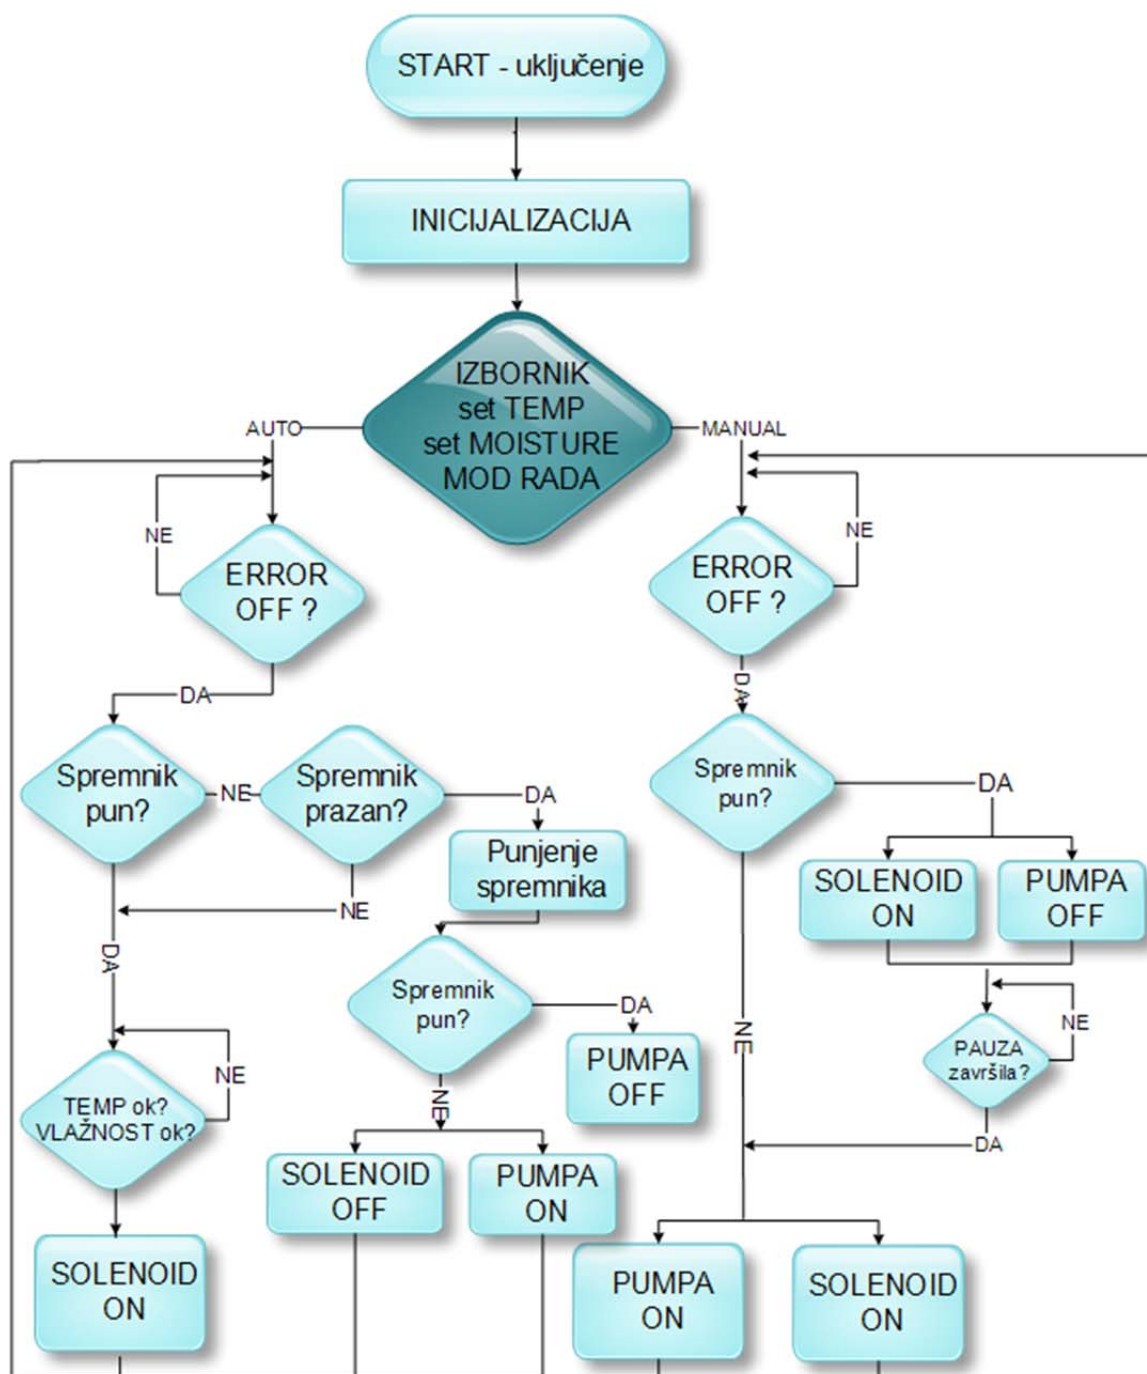 START - uključenje
INICIJALIZACIJA
IZBORNIK
set TEMP
set MOISTURE
MOD RADA
AUTO
MANUAL
NE
ERROR
OFF ?
DA
NE
ERROR
OFF ?
DA
Spremnik
pun?
NE
Spremnik
prazan?
DA
NE
Punjenje
spremnika
DA
Spremnik
pun?
DA
PUMPA
OFF
NE
TEMP ok?
VLAŽNOST ok?
NE
SOLENOID
ON
SOLENOID
OFF
PUMPA
ON
Spremnik
pun?
DA
SOLENOID
ON
PUMPA
OFF
NE
PAUZA
završila?
NE
DA
PUMPA
ON
SOLENOID
ON